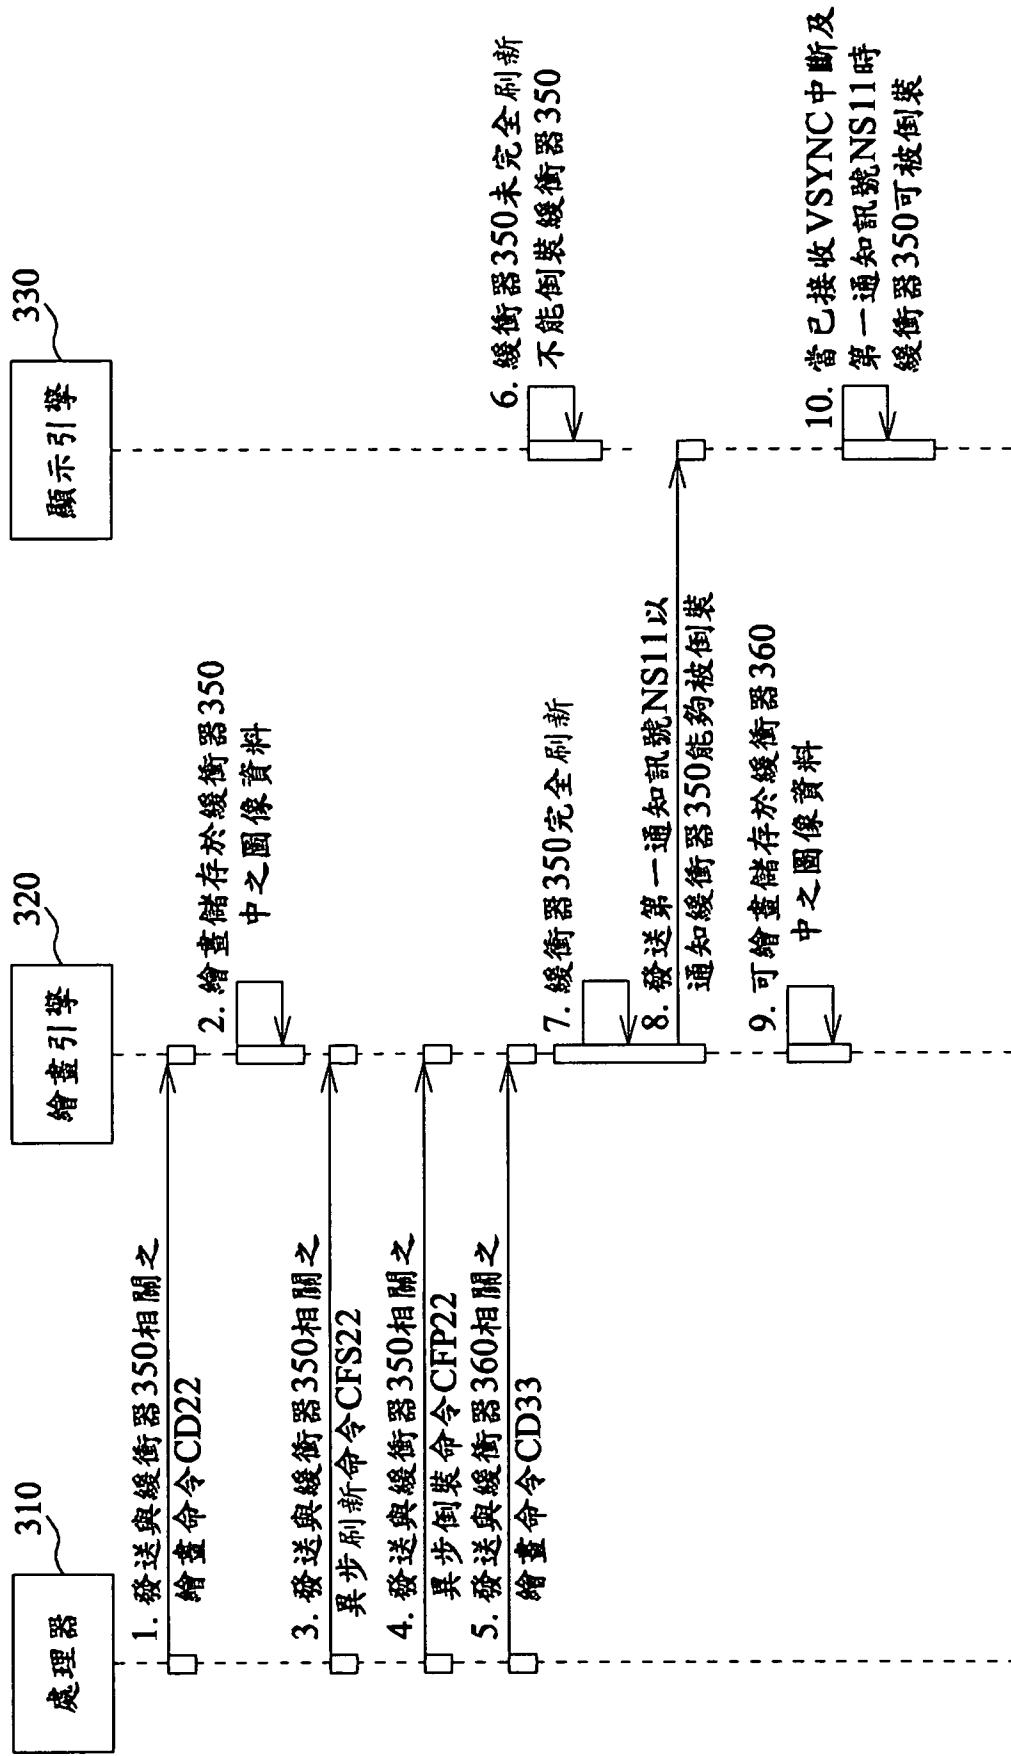 處理器
310
繪畫引擎
320
顯示引擎
330
1. 發送與緩衝器350相關之
繪畫命令CD22
2. 繪畫儲存於緩衝器350
中之圖像資料
3. 發送與緩衝器350相關之
異步刷新命令CFS22
4. 發送與緩衝器350相關之
異步倒裝命令CFP22
5. 發送與緩衝器360相關之
繪畫命令CD33
6. 緩衝器350未完全刷新
不能倒裝緩衝器350
7. 緩衝器350完全刷新
8. 發送第一通知訊號NS11以
通知緩衝器350能夠被倒裝
9. 可繪畫儲存於緩衝器360
中之圖像資料
10. 當已接收VSYNC中斷及
第一通知訊號NS11時
緩衝器350可被倒裝